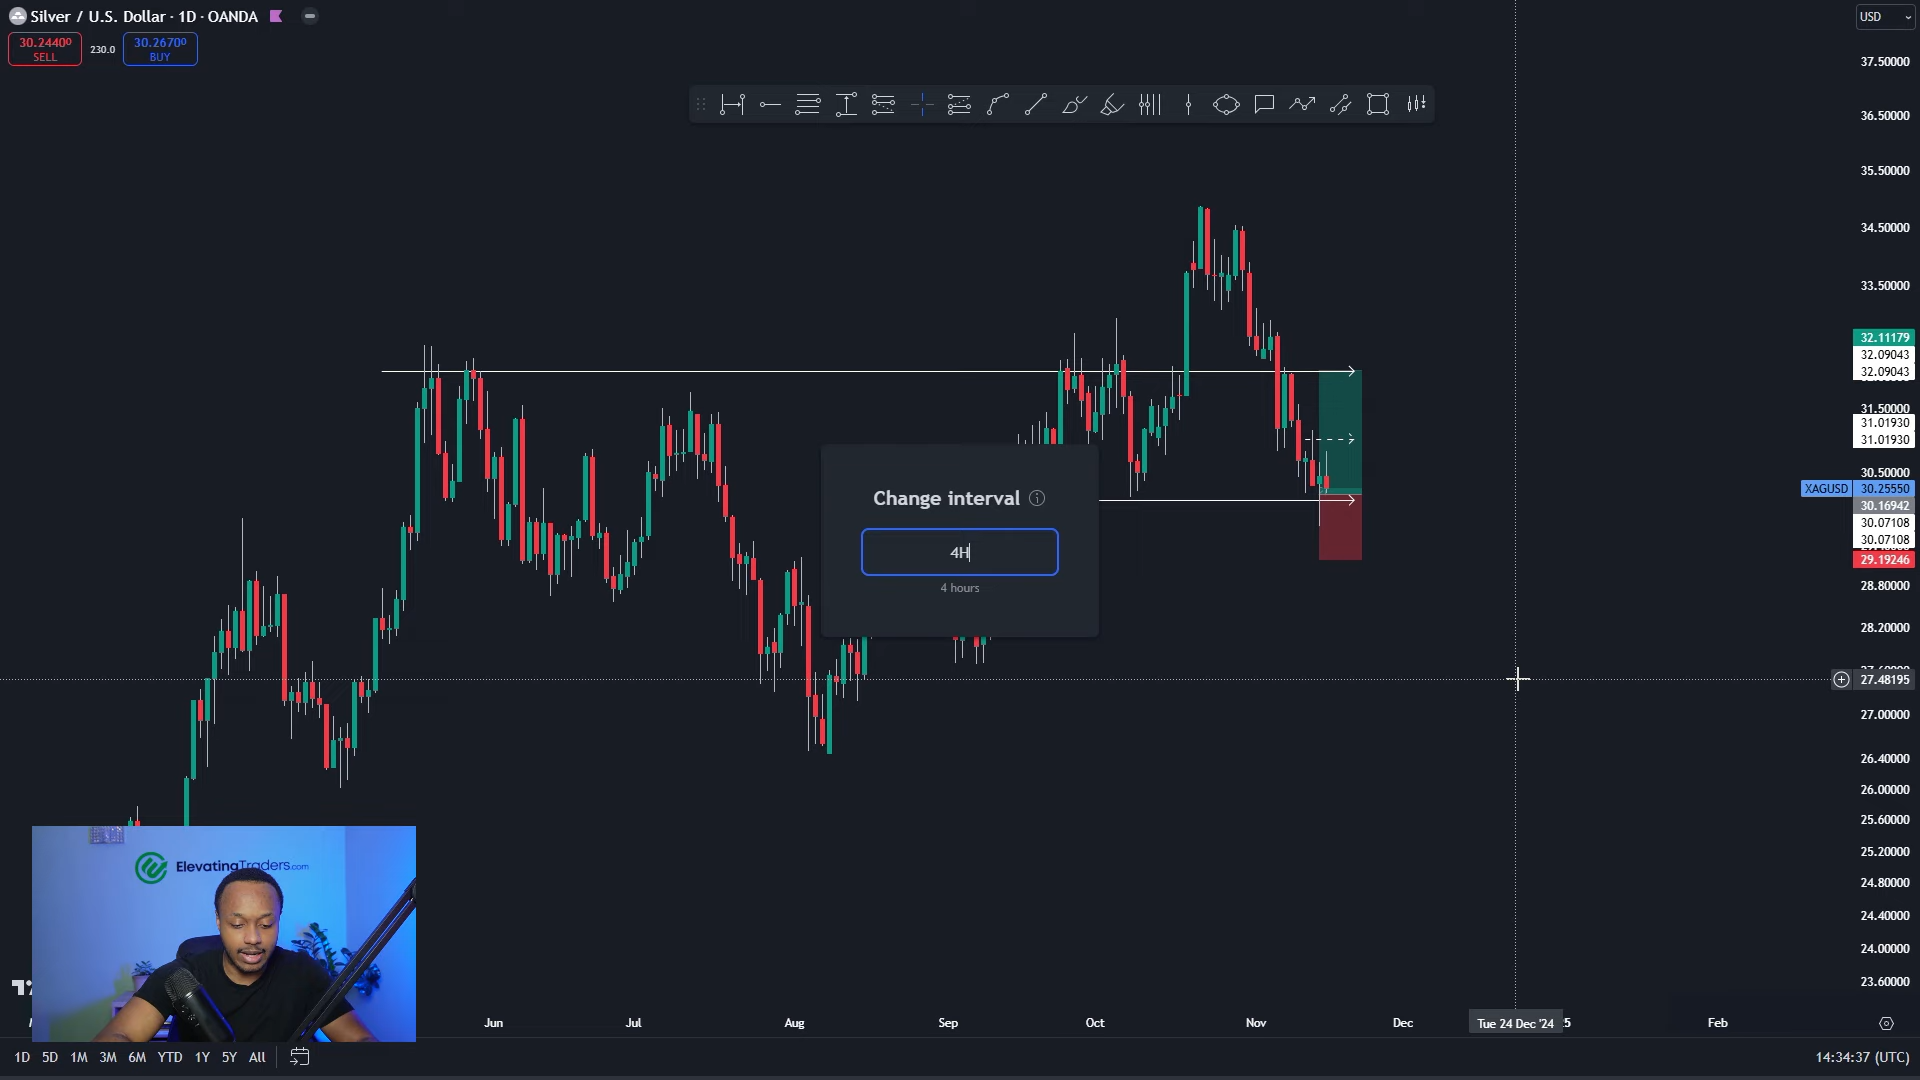 Silver / U.S. Dollar · 1D · OANDA
USD
30.24400
SELL
230.0
30.26700
BUY
37.50000
36.50000
35.50000
34.50000
33.50000
32.11179
32.09043
32.09043
31.50000
31.01930
31.01930
30.50000
XAGUSD 30.25550
30.16942
30.07108
30.07108
29.19246
28.80000
28.20000
27.48195
27.00000
26.40000
26.00000
25.60000
25.20000
24.80000
24.40000
24.00000
23.60000
Change interval
4H
4 hours
ElevatingTraders.com
Jun
Jul
Aug
Sep
Oct
Nov
Dec
Tue 24 Dec '24
Feb
1D 5D 1M 3M 6M YTD 1Y 5Y All
14:34:37 (UTC)